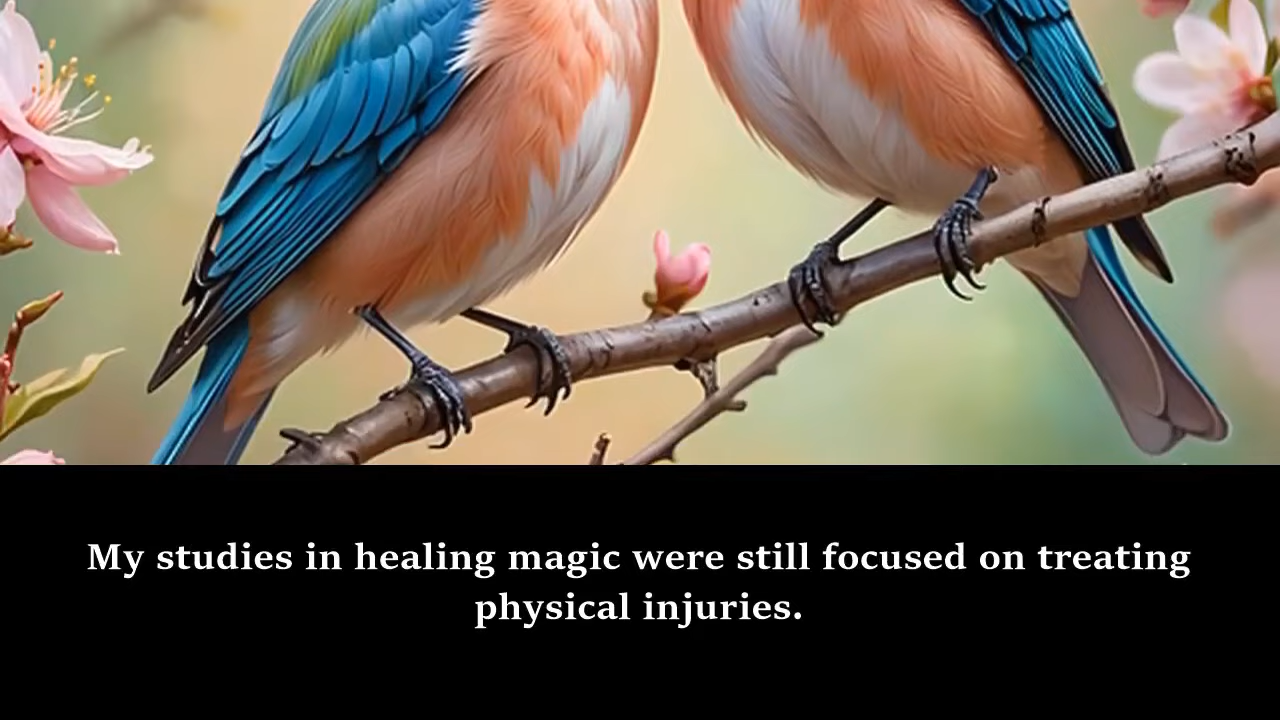 My studies in healing magic were still focused on treating
physical injuries.